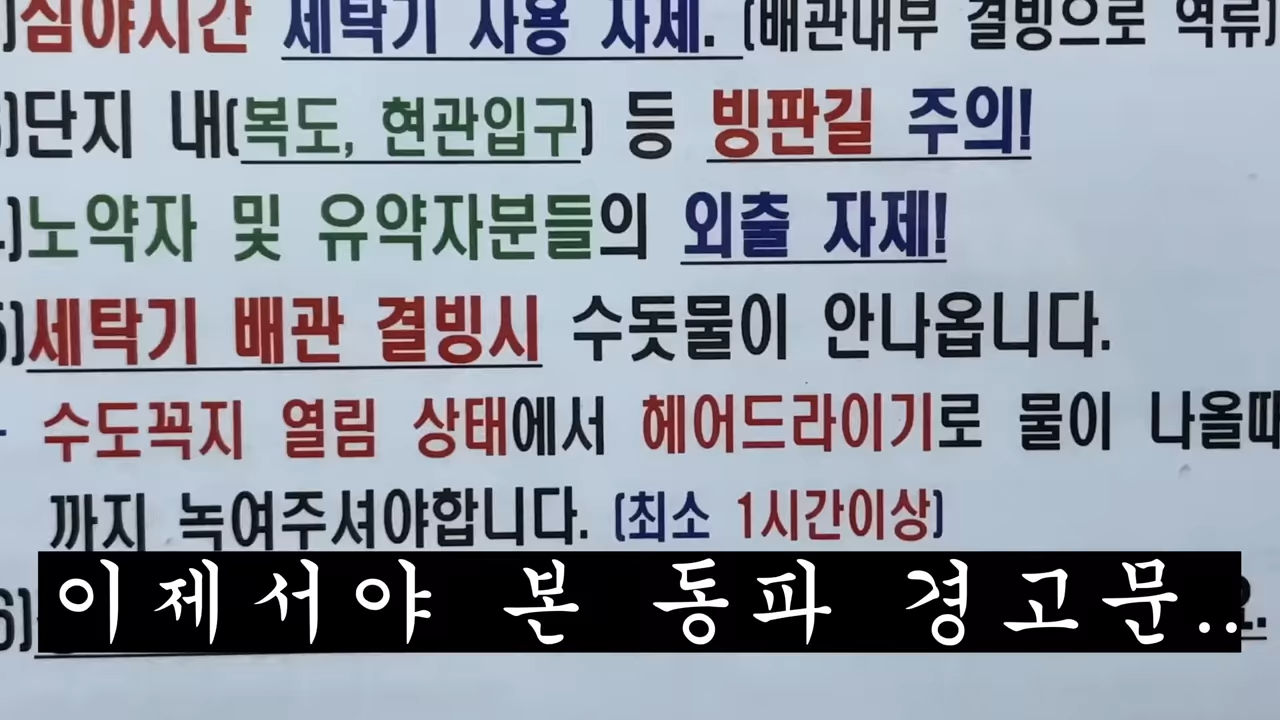 )심야시간 세탁기 사용 자제. (배관내부 결빙으로 역류)
)단지 내(복도, 현관입구) 등 빙판길 주의!
)노약자 및 유약자분들의 외출 자제!
5)세탁기 배관 결빙시 수돗물이 안나옵니다.
- 수도꼭지 열림 상태에서 헤어드라이기로 물이 나올때
까지 녹여주셔야합니다. (최소 1시간이상)
6)
이제서야 본 동파 경고문..